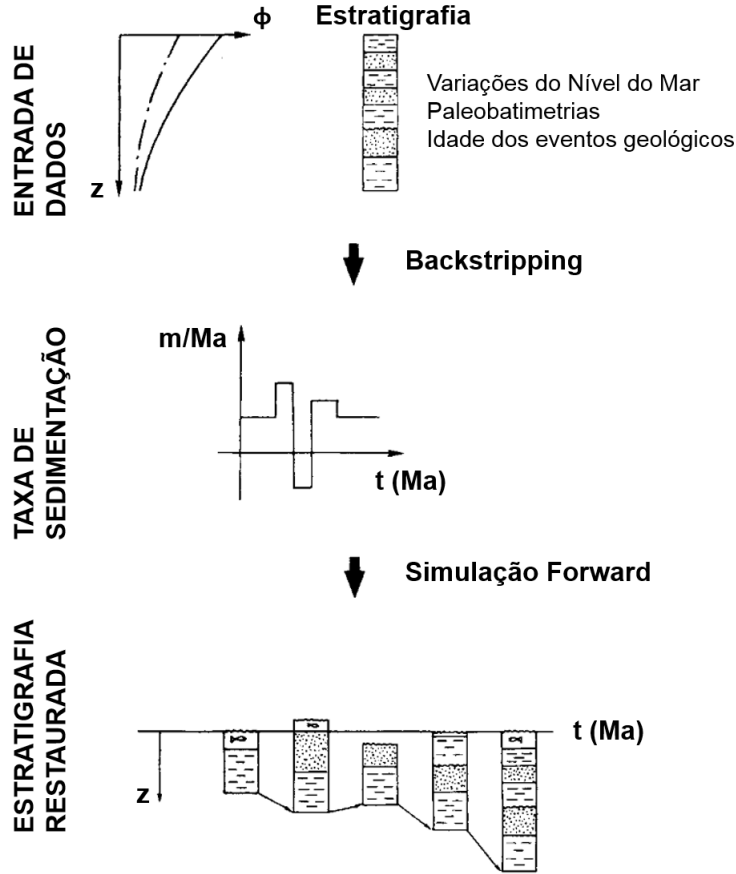 ϕ
Estratigrafia
ENTRADA DE
DADOS
Variações do Nível do Mar
Paleobatimetrias
Idade dos eventos geológicos
z
Backstripping
TAXA DE
SEDIMENTAÇÃO
m/Ma
t (Ma)
Simulação Forward
ESTRATIGRAFIA
RESTAURADA
t (Ma)
z